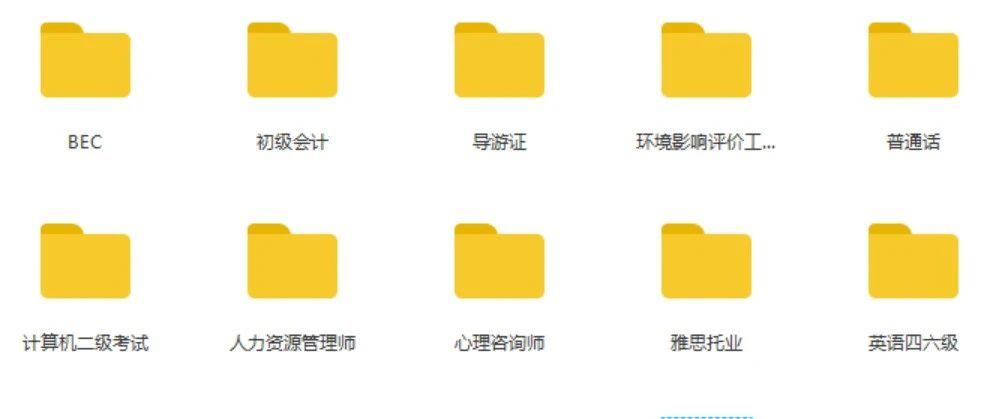 BEC
初级会计
导游证
环境影响评价工...
普通话
计算机二级考试
人力资源管理师
心理咨询师
雅思托业
英语四六级